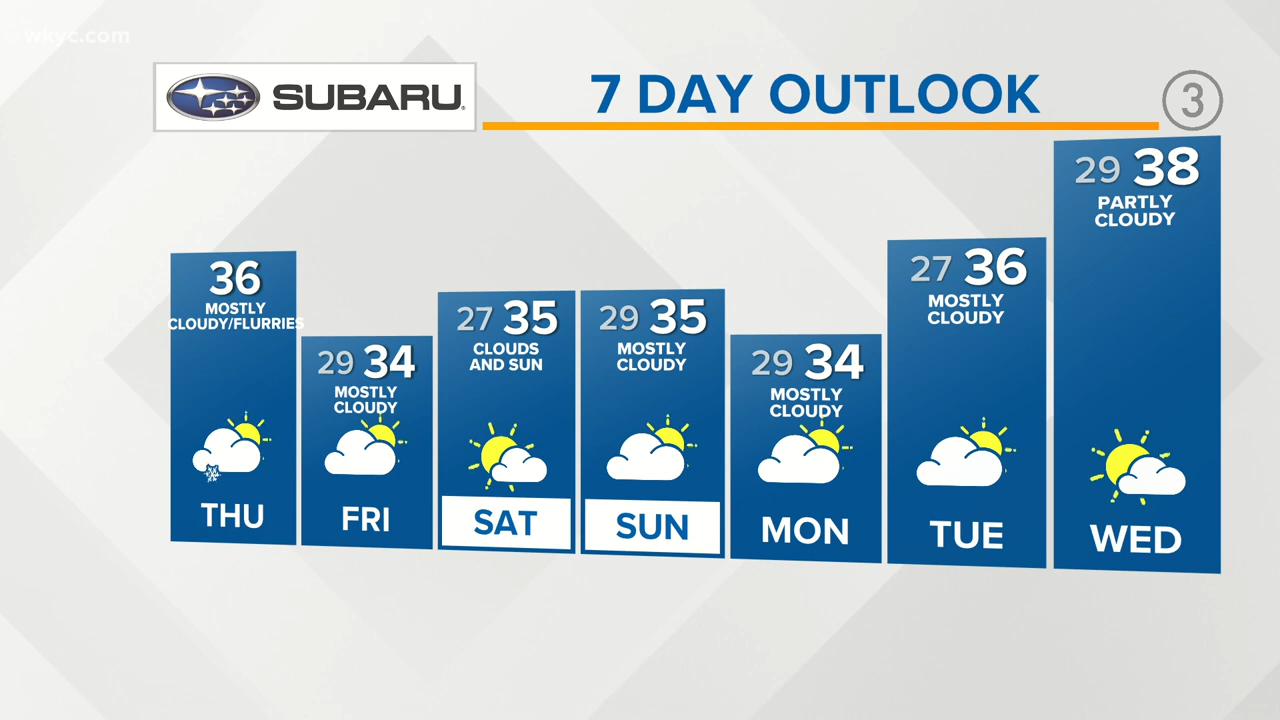 wkyc.com
SUBARU
7 DAY OUTLOOK
3
36
MOSTLY
CLOUDY/FLURRIES
THU
29 34
MOSTLY
CLOUDY
FRI
27 35
CLOUDS
AND SUN
SAT
29 35
MOSTLY
CLOUDY
SUN
29 34
MOSTLY
CLOUDY
MON
27 36
MOSTLY
CLOUDY
TUE
29 38
PARTLY
CLOUDY
WED